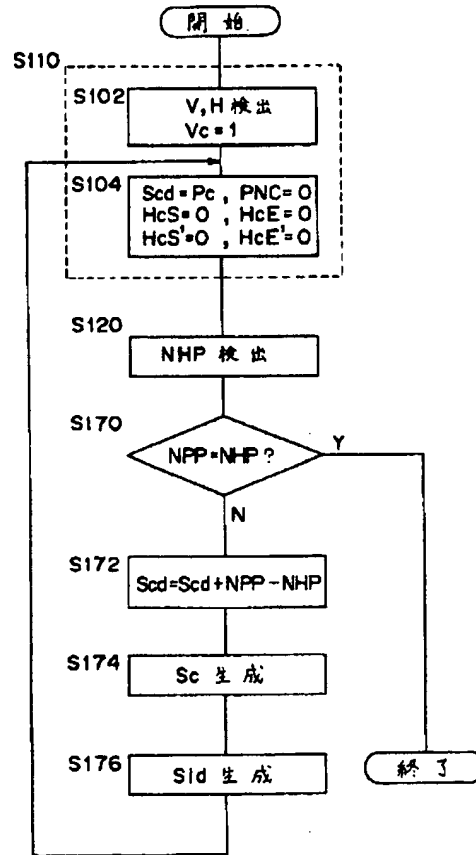 開始
S110
S102
V,H 検出
Vc=1
S104
Scd=Pc, PNC=0
HcS=0, HcE=0
HcS'=0, HcE'=0
S120
NHP 検出
S170
NPP=NHP?
Y
N
S172
Scd=Scd+NPP-NHP
S174
Sc 生成
S176
Sld 生成
終了